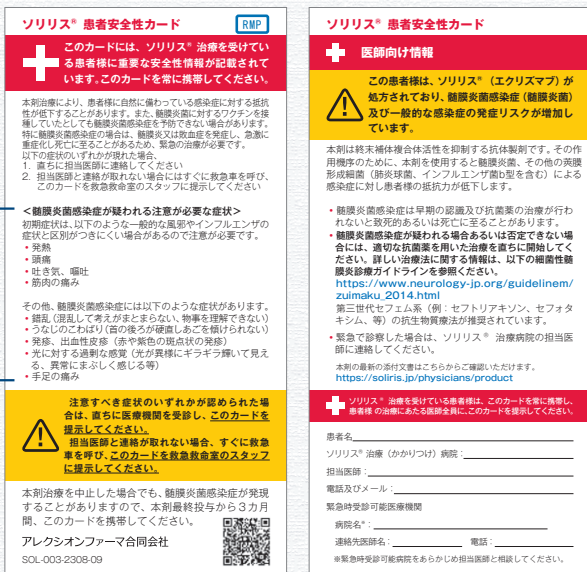 ソリリス® 患者安全性カード
RMP
このカードには、ソリリス® 治療を受けてい
る患者様に重要な安全性情報が記載されて
います。このカードを常に携帯してください。
本剤治療により、患者様に自然に備わっている感染症に対する抵抗
性が低下することがあります。また、髄膜炎菌に対するワクチンを接
種していたとしても髄膜炎菌感染症を予防できない場合があります。
特に髄膜炎菌感染症の場合は、髄膜炎又は敗血症を発症し、急激に
重症化し死亡に至ることがあるため、緊急の治療が必要です。
以下の症状のいずれかが現れた場合、
1. 直ちに担当医師に連絡してください
2. 担当医師と連絡が取れない場合にはすぐに救急車を呼び、
このカードを救急救命室のスタッフに提示してください
＜髄膜炎菌感染症が疑われる注意が必要な症状＞
初期症状は、以下のような一般的な風邪やインフルエンザの
症状と区別がつきにくい場合があるので注意が必要です。
• 発熱
• 頭痛
• 吐き気、嘔吐
• 筋肉の痛み
その他、髄膜炎菌感染症には以下のような症状があります。
• 錯乱(混乱して考えがまとまらない、物事を理解できない)
• うなじのこわばり(首の後ろが硬直しあごを傾けられない)
• 発疹、出血性皮疹(赤や紫色の斑点状の発疹)
• 光に対する過剰な感覚(光が異様にギラギラ輝いて見え
る、異常にまぶしく感じる等)
• 手足の痛み
注意すべき症状のいずれかが認められた場
合は、直ちに医療機関を受診し、このカードを
提示してください。
担当医師と連絡が取れない場合、すぐに救急
車を呼び、このカードを救急救命室のスタッフ
に提示してください。
本剤治療を中止した場合でも、髄膜炎菌感染症が発現
することがありますので、本剤最終投与から３カ月
間、このカードを携帯してください。
アレクシオンファーマ合同会社
SOL-003-2308-09
ソリリス® 患者安全性カード
医師向け情報
この患者様は、ソリリス®（エクリズマブ）が
処方されており、髄膜炎菌感染症(髄膜炎菌)
及び一般的な感染症の発症リスクが増加し
ています。
本剤は終末補体複合体活性を抑制する抗体製剤です。その作
用機序のために、本剤を使用すると髄膜炎菌、その他の莢膜
形成細菌（肺炎球菌、インフルエンザ菌b型を含む）による
感染症に対し患者様の抵抗力が低下します。
• 髄膜炎菌感染症は早期の認識及び抗菌薬の治療が行わ
れないと致死的あるいは死亡に至ることがあります。
• 髄膜炎菌感染症が疑われる場合あるいは否定できない場
合には、適切な抗菌薬を用いた治療を直ちに開始してく
ださい。詳しい治療法に関する情報は、以下の細菌性髄
膜炎診療ガイドラインを参照ください。
https://www.neurology-jp.org/guidelinem/
zuimaku_2014.html
第三世代セフェム系（例：セフトリアキソン、セフォタ
キシム、等）の抗生物質療法が推奨されています。
• 緊急で診察した場合は、ソリリス® 治療病院の担当医
師に連絡してください。
本剤の最新の添付文書はこちらからご確認いただけます。
https://soliris.jp/physicians/product
ソリリス® 治療を受けている患者様は、このカードを常に携帯し、
患者様の治療にあたる医師全員に、このカードを提示してください。
患者名
ソリリス® 治療（かかりつけ）病院：
担当医師：
電話及びメール：
緊急時受診可能医療機関
病院名*：
連絡先医師名：　電話：
※緊急時受診可能病院をあらかじめ担当医師と相談してください。